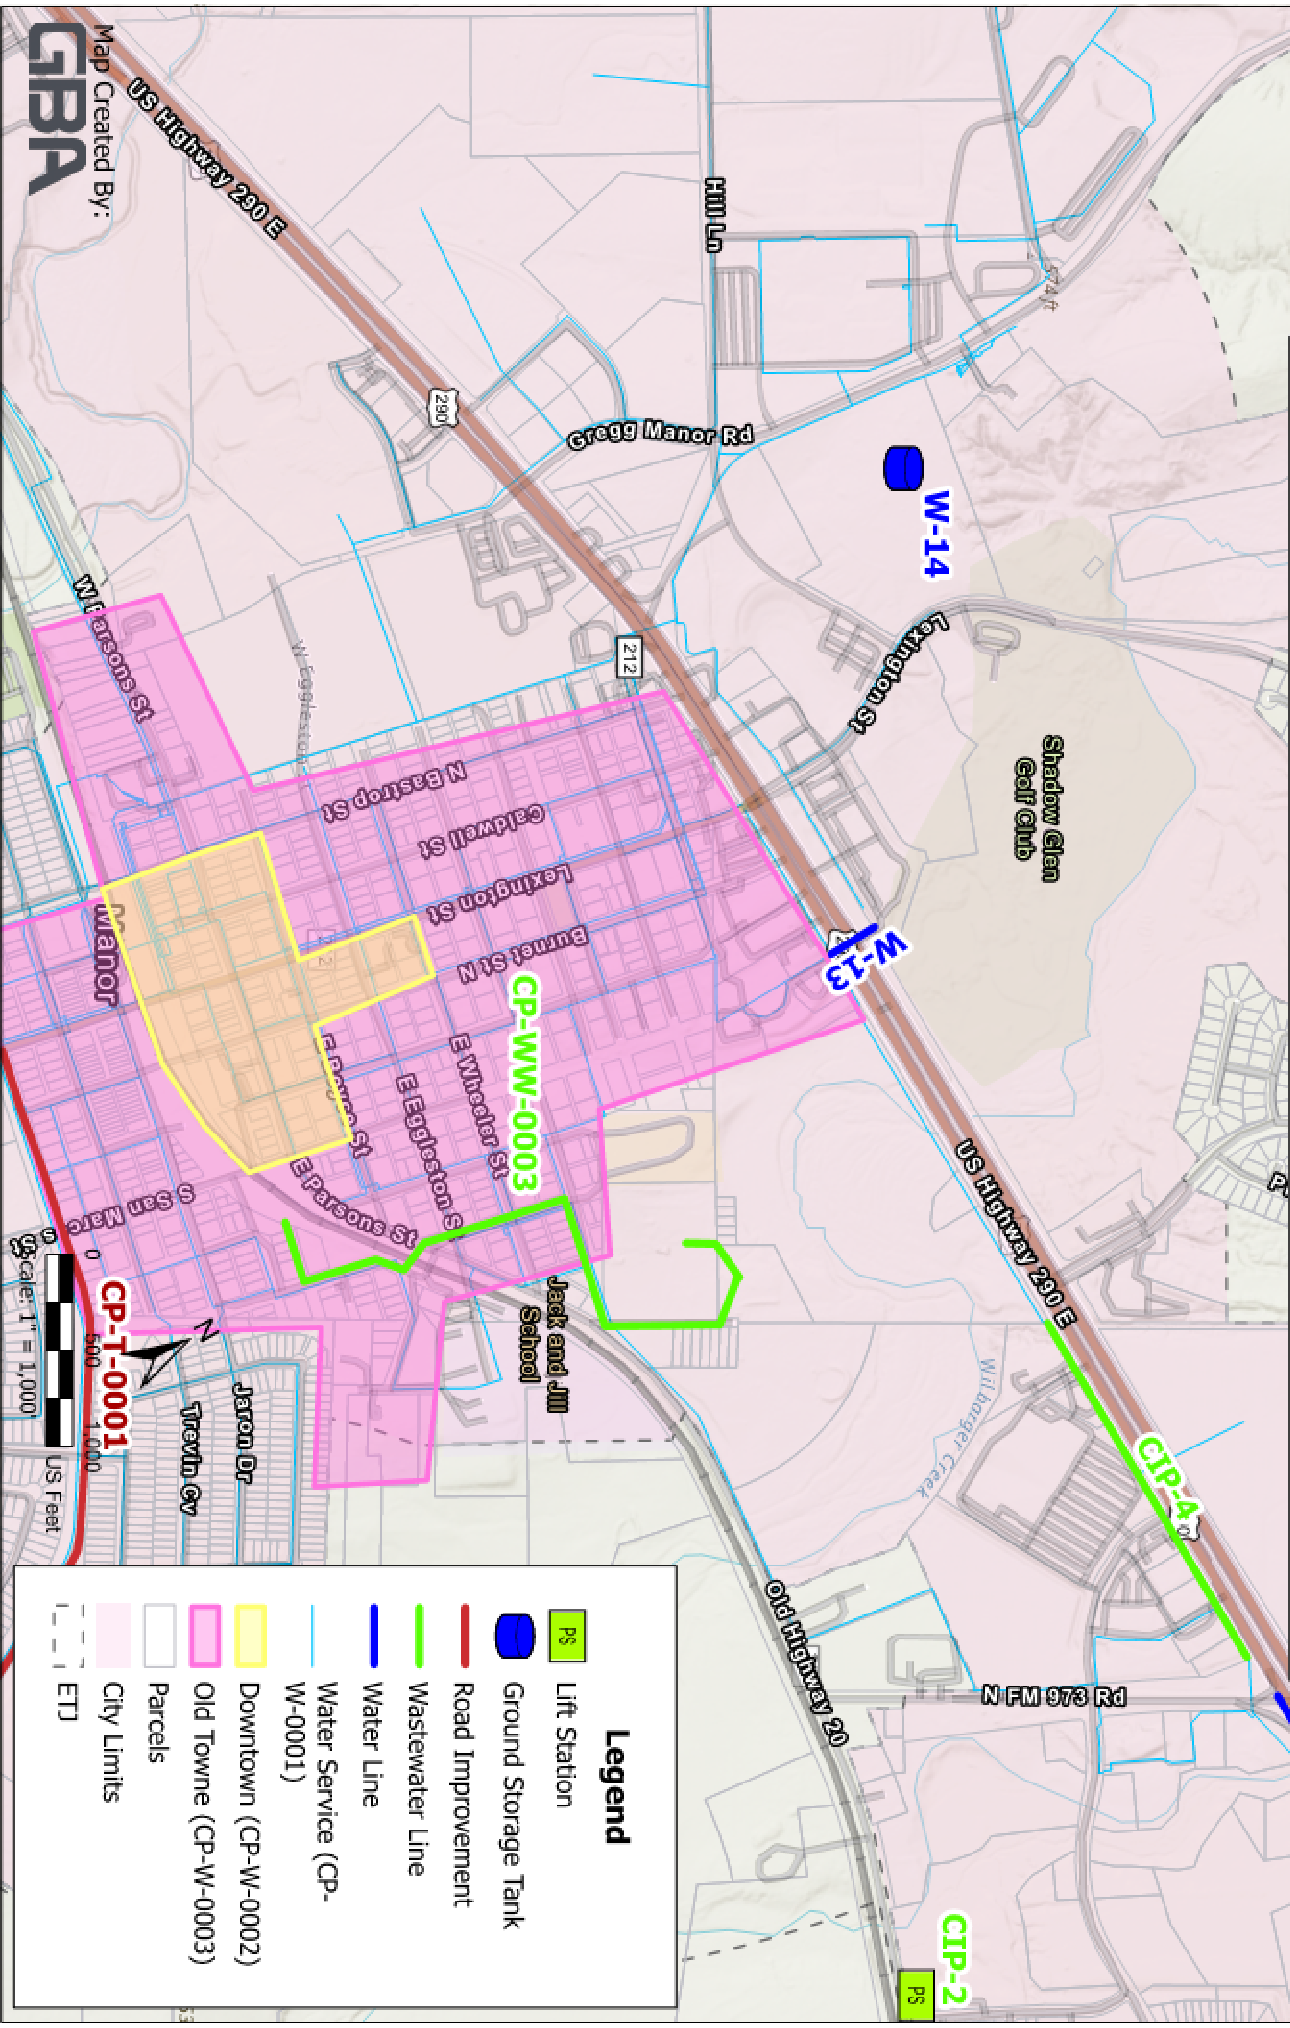 Map Created By:
GBA
US Highway 290 E
290
Hill Ln
574 ft
Gregg Manor Rd
W-14
Lexington St
Shadow Glen
Golf Club
212
W Parsons St
W Eggleston
N Bastrop St
Caldwell St
Lexington St
Burnet St N
W-13
Manor
CP-WW-0003
E Wheeler St
E Eggleston S
E Boyce St
E Parsons St
S San Marc
US Highway 290 E
Jack and Jill
School
Wilbarger Creek
CIP-4
CP-T-0001
N
Jaron Dr
Trevin Cv
0
500
1,000
US Feet
Scale: 1" = 1,000'
Old Highway 20
N FM 973 Rd
CIP-2
PS
Legend
PS
Lift Station
Ground Storage Tank
Road Improvement
Wastewater Line
Water Line
Water Service (CP-
W-0001)
Downtown (CP-W-0002)
Old Towne (CP-W-0003)
Parcels
City Limits
ETJ